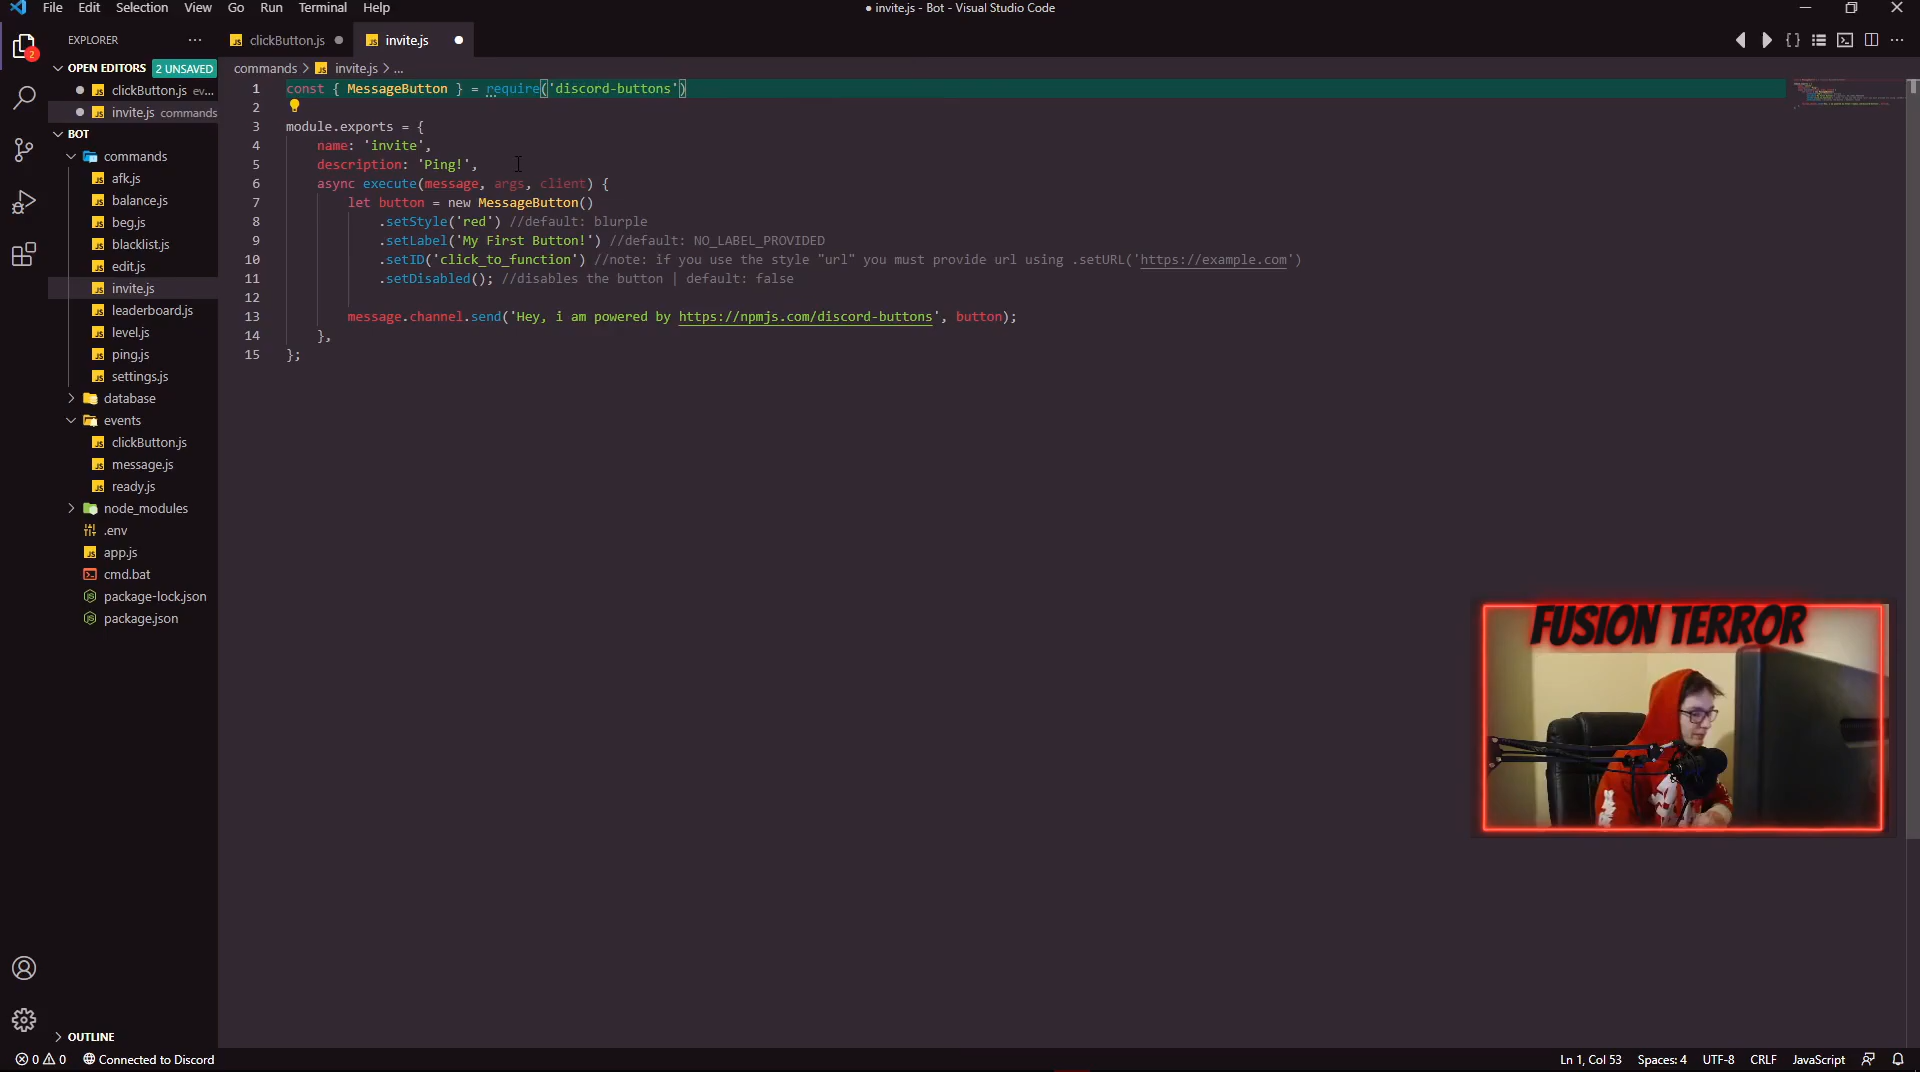 File Edit Selection View Go Run Terminal Help
● invite.js - Bot - Visual Studio Code
EXPLORER
clickButton.js
invite.js
OPEN EDITORS 2 UNSAVED
clickButton.js ev...
invite.js commands
commands > invite.js > ...
BOT
commands
afk.js
balance.js
beg.js
blacklist.js
edit.js
invite.js
leaderboard.js
level.js
ping.js
settings.js
database
events
clickButton.js
message.js
ready.js
node_modules
.env
app.js
cmd.bat
package-lock.json
package.json
OUTLINE
2
1 const { MessageButton } = require('discord-buttons')
2
3 module.exports = {
4 name: 'invite',
5 description: 'Ping!',
6 async execute(message, args, client) {
7 let button = new MessageButton()
8 .setStyle('red') //default: blurple
9 .setLabel('My First Button!') //default: NO_LABEL_PROVIDED
10 .setID('click_to_function') //note: if you use the style "url" you must provide url using .setURL('https://example.com')
11 .setDisabled(); //disables the button | default: false
12
13 message.channel.send('Hey, i am powered by https://npmjs.com/discord-buttons', button);
14 },
15 };
FUSION TERROR
0 0 Connected to Discord
Ln 1, Col 53 Spaces: 4 UTF-8 CRLF JavaScript